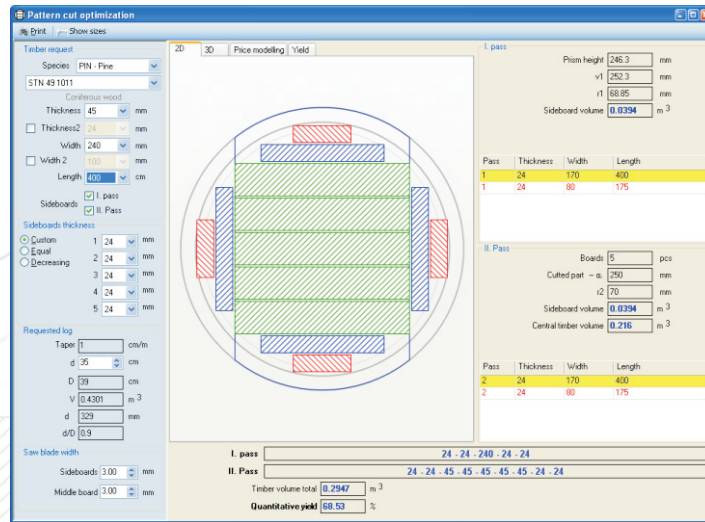 Pattern cut optimization
Print Show sizes
Timber request
Species PIN - Pine
STN 49 1011
Coniferous wood
Thickness 45 mm
Thickness2 24 mm
Width 240 mm
Width 2 100 mm
Length 400 cm
Sideboards I. pass
II. Pass
Sideboards thickness
Custom 1 24 mm
Equal 2 24 mm
Decreasing 3 24 mm
4 24 mm
5 24 mm
Requested log
Taper 1 cm/m
d 35 cm
D 39 cm
V 0.4301 m 3
d 329 mm
d/D 0.9
Saw blade width
Sideboards 3.00 mm
Middle board 3.00 mm
2D 3D Price modelling Yield
I. pass
Prism height 246.3 mm
v1 252.3 mm
r1 68.85 mm
Sideboard volume 0.0394 m 3
Pass Thickness Width Length
1 24 170 400
1 24 80 175
II. Pass
Boards 5 pcs
Cutted part - a. 250 mm
r2 70 mm
Sideboard volume 0.0394 m 3
Central timber volume 0.216 m 3
Pass Thickness Width Length
2 24 170 400
2 24 80 175
I. pass 24 - 24 - 240 - 24 - 24
II. Pass 24 - 24 - 45 - 45 - 45 - 45 - 45 - 24 - 24
Timber volume total 0.2947 m 3
Quantitative yield 68.53 %